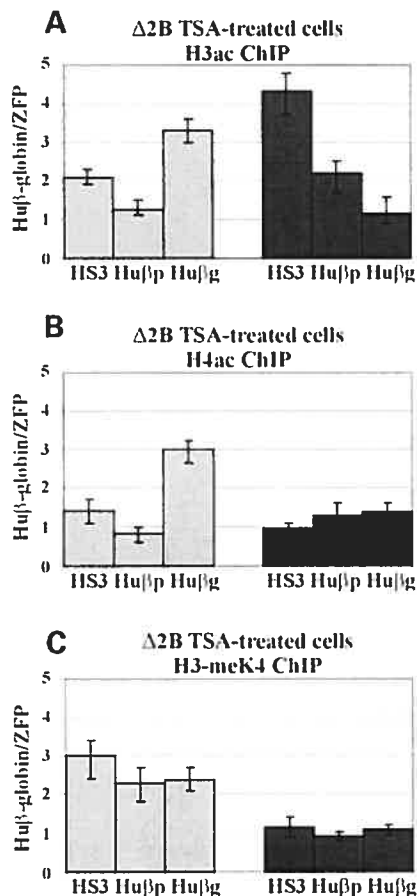 A
Δ2B TSA-treated cells
H3ac ChIP
Huβ-globin/ZFP
5
4
3
2
1
0
HS3 Huβp Huβg HS3 Huβp Huβg
B
Δ2B TSA-treated cells
H4ac ChIP
Huβ-globin/ZFP
5
4
3
2
1
0
HS3 Huβp Huβg HS3 Huβp Huβg
C
Δ2B TSA-treated cells
H3-meK4 ChIP
Huβ-globin/ZFP
5
4
3
2
1
0
HS3 Huβp Huβg HS3 Huβp Huβg